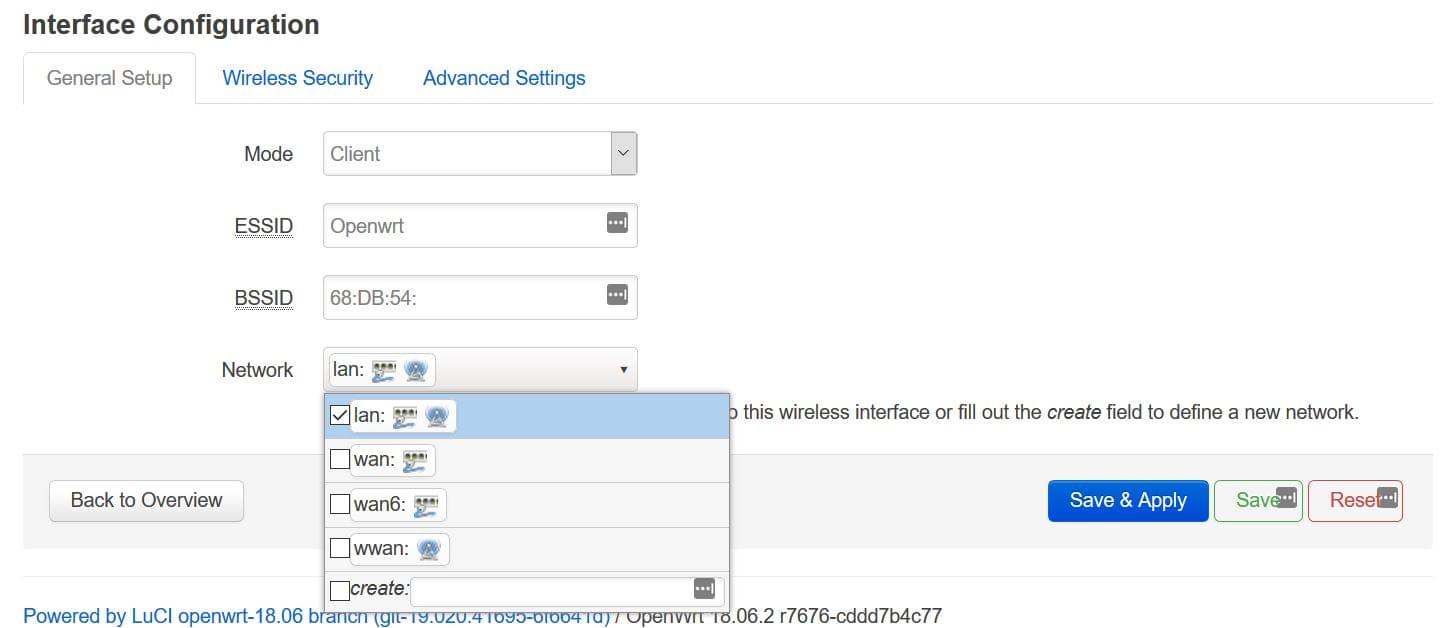 Interface Configuration
General Setup Wireless Security Advanced Settings
Mode Client
ESSID Openwrt
BSSID 68:DB:54:
Network lan:
lan:
this wireless interface or fill out the create field to define a new network.
wan:
wan6:
wwan:
create:
Back to Overview Save & Apply Save Reset
Powered by LuCI openwrt-18.06 branch / OpenWrt 18.06.2 r7676-cddd7b4c77